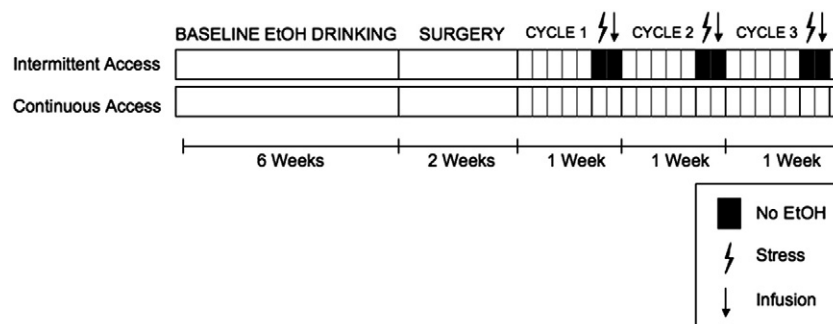 BASELINE EtOH DRINKING SURGERY CYCLE 1 CYCLE 2 CYCLE 3
Intermittent Access
Continuous Access
6 Weeks 2 Weeks 1 Week 1 Week 1 Week
No EtOH
Stress
Infusion